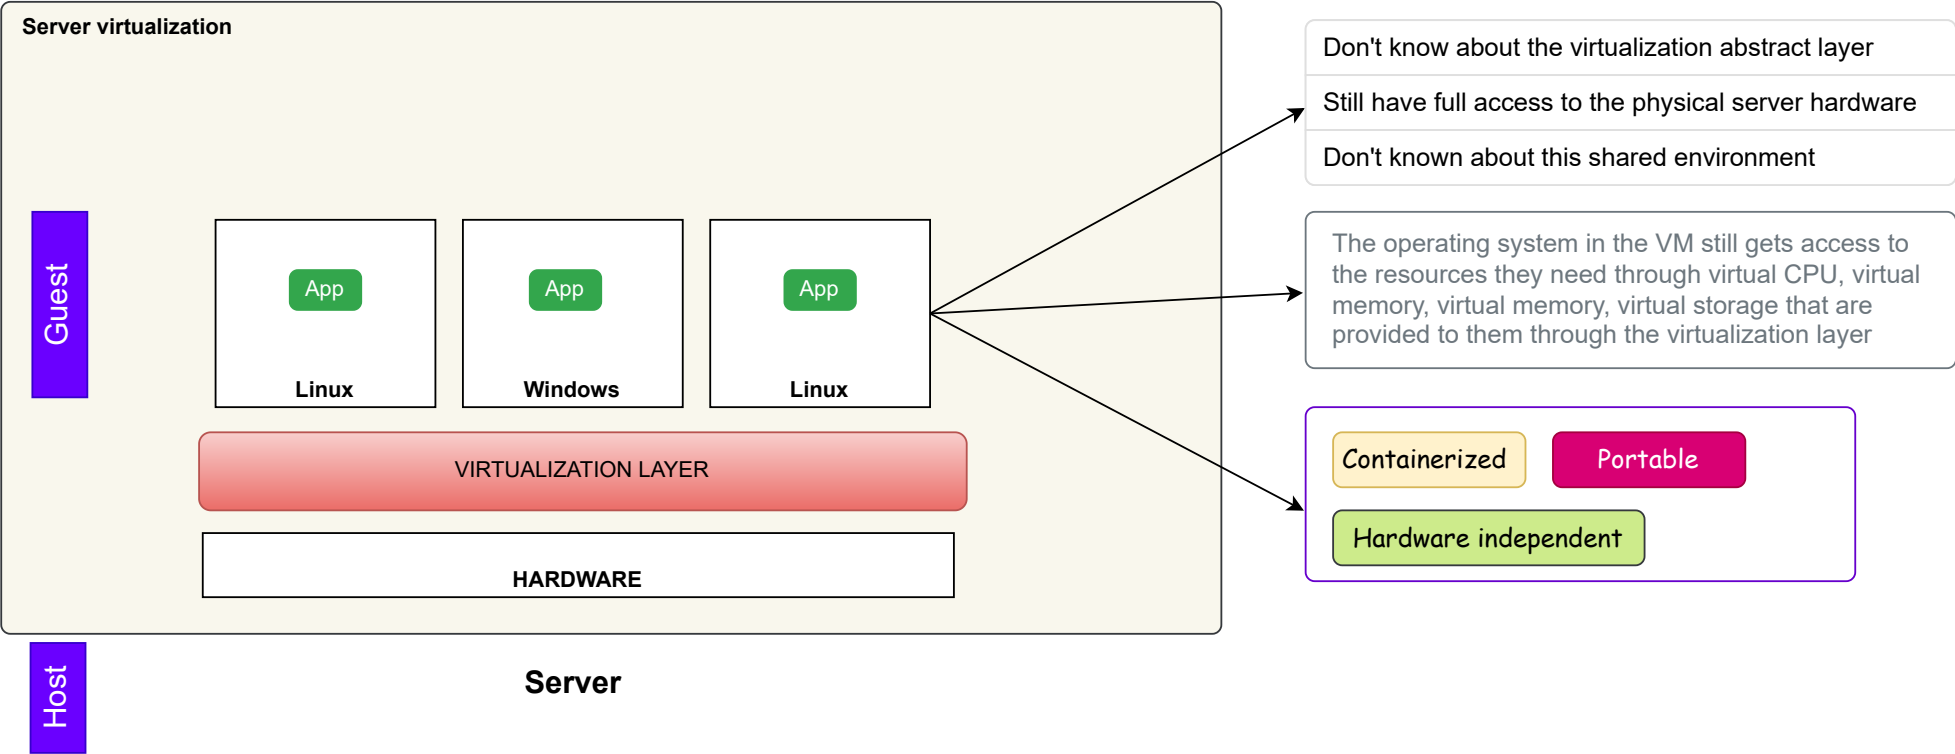 Server virtualization
Don't know about the virtualization abstract layer
Still have full access to the physical server hardware
Don't known about this shared environment
Guest
App
App
App
Linux
Windows
Linux
The operating system in the VM still gets access to
the resources they need through virtual CPU, virtual
memory, virtual memory, virtual storage that are
provided to them through the virtualization layer
VIRTUALIZATION LAYER
Containerized
Portable
Hardware independent
HARDWARE
Host
Server